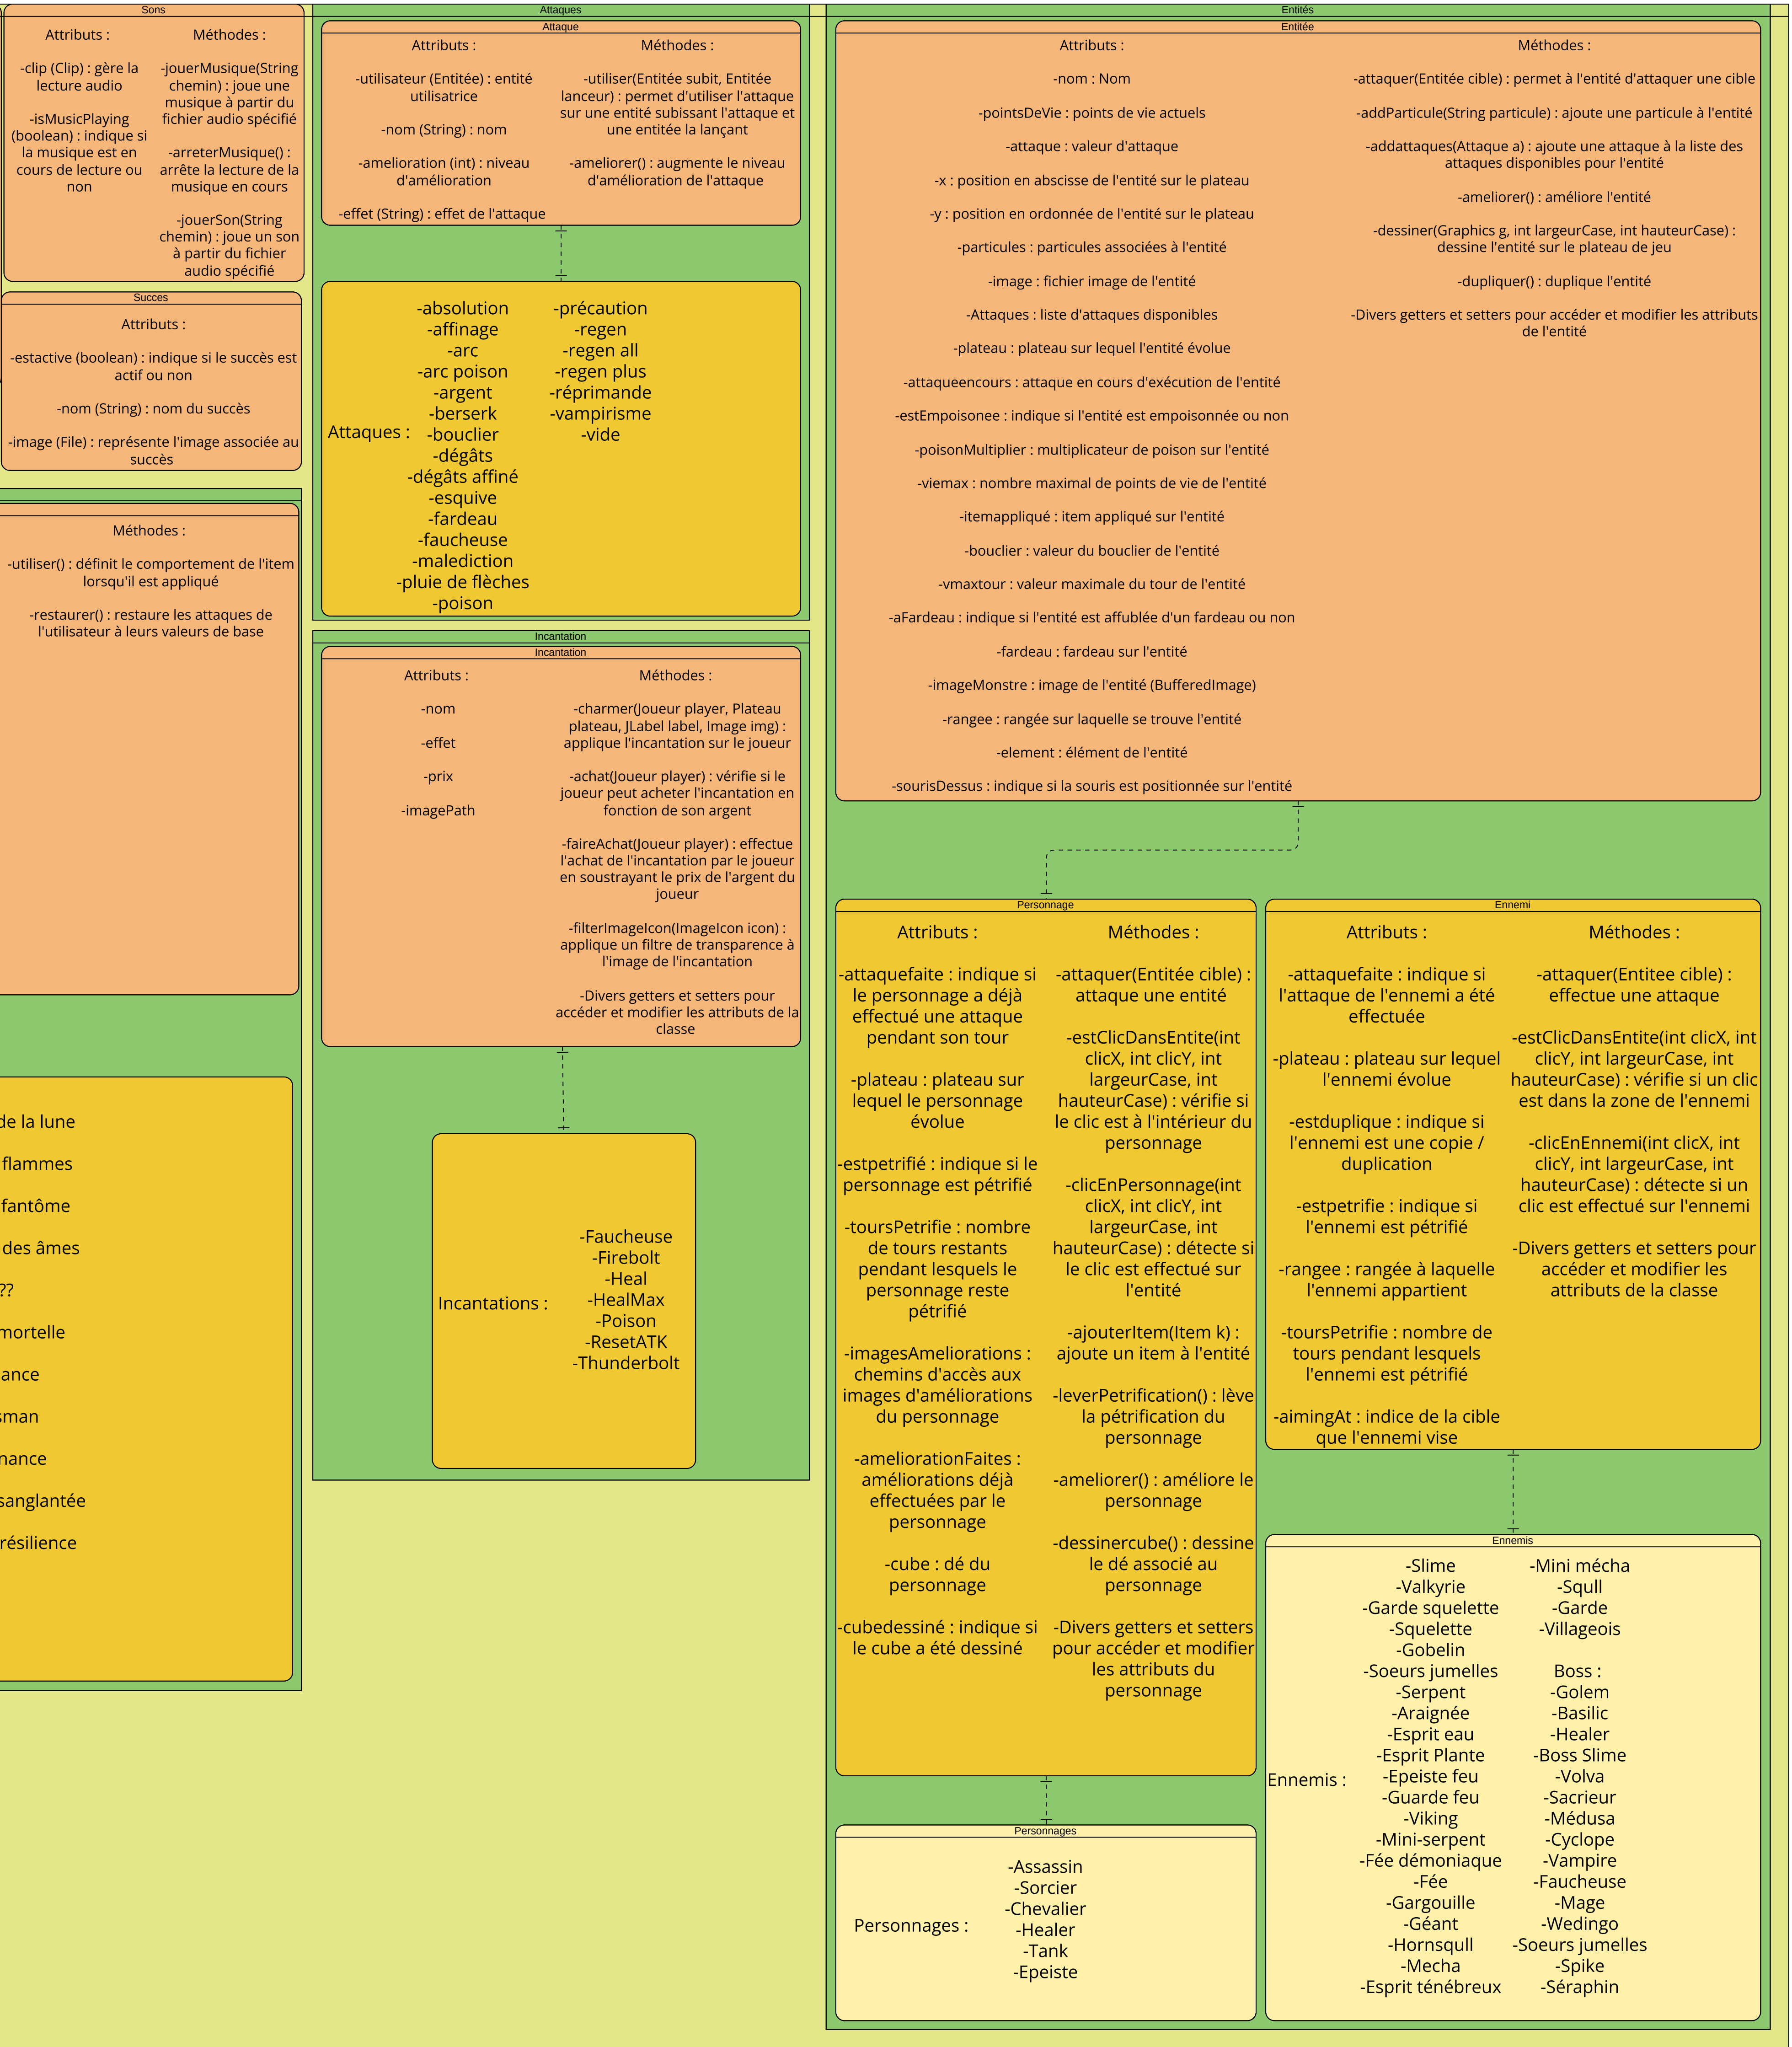 Sons
Attributs :
-clip (Clip) : gère la
lecture audio
-isMusicPlaying
(boolean) : indique si
la musique est en
cours de lecture ou
non
Méthodes :
-jouerMusique(String
chemin) : joue une
musique à partir du
fichier audio spécifié
-arreterMusique() :
arrête la lecture de la
musique en cours
-jouerSon(String
chemin) : joue un son
à partir du fichier
audio spécifié
Succes
Attributs :
-estactive (boolean) : indique si le succès est
actif ou non
-nom (String) : nom du succès
-image (File) : représente l'image associée au
succès
Méthodes :
-utiliser() : définit le comportement de l'item
lorsqu'il est appliqué
-restaurer() : restaure les attaques de
l'utilisateur à leurs valeurs de base
de la lune
flammes
fantôme
des âmes
??
mortelle
ance
sman
nance
sanglantée
résilience
Attaques
Attaque
Attributs :
-utilisateur (Entitée) : entité
utilisatrice
-nom (String) : nom
-amelioration (int) : niveau
d'amélioration
-effet (String) : effet de l'attaque
Méthodes :
-utiliser(Entitée subit, Entitée
lanceur) : permet d'utiliser l'attaque
sur une entité subissant l'attaque et
une entitée la lançant
-ameliorer() : augmente le niveau
d'amélioration de l'attaque
Attaques :
-absolution
-affinage
-arc
-arc poison
-argent
-berserk
-bouclier
-dégâts
-dégâts affiné
-esquive
-fardeau
-faucheuse
-malediction
-pluie de flèches
-poison
-précaution
-regen
-regen all
-regen plus
-réprimande
-vampirisme
-vide
Incantation
Incantation
Attributs :
-nom
-effet
-prix
-imagePath
Méthodes :
-charmer(Joueur player, Plateau
plateau, JLabel label, Image img) :
applique l'incantation sur le joueur
-achat(Joueur player) : vérifie si le
joueur peut acheter l'incantation en
fonction de son argent
-faireAchat(Joueur player) : effectue
l'achat de l'incantation par le joueur
en soustrayant le prix de l'argent du
joueur
-filterImageIcon(ImageIcon icon) :
applique un filtre de transparence à
l'image de l'incantation
-Divers getters et setters pour
accéder et modifier les attributs de la
classe
Incantations :
-Faucheuse
-Firebolt
-Heal
-HealMax
-Poison
-ResetATK
-Thunderbolt
Entités
Entitée
Attributs :
-nom : Nom
-pointsDeVie : points de vie actuels
-attaque : valeur d'attaque
-x : position en abscisse de l'entité sur le plateau
-y : position en ordonnée de l'entité sur le plateau
-particules : particules associées à l'entité
-image : fichier image de l'entité
-Attaques : liste d'attaques disponibles
-plateau : plateau sur lequel l'entité évolue
-attaqueencours : attaque en cours d'exécution de l'entité
-estEmpoisonee : indique si l'entité est empoisonnée ou non
-poisonMultiplier : multiplicateur de poison sur l'entité
-viemax : nombre maximal de points de vie de l'entité
-itemappliqué : item appliqué sur l'entité
-bouclier : valeur du bouclier de l'entité
-vmaxtour : valeur maximale du tour de l'entité
-aFardeau : indique si l'entité est affublée d'un fardeau ou non
-fardeau : fardeau sur l'entité
-imageMonstre : image de l'entité (BufferedImage)
-rangee : rangée sur laquelle se trouve l'entité
-element : élément de l'entité
-sourisDessus : indique si la souris est positionnée sur l'entité
Méthodes :
-attaquer(Entitée cible) : permet à l'entité d'attaquer une cible
-addParticule(String particule) : ajoute une particule à l'entité
-addattaques(Attaque a) : ajoute une attaque à la liste des
attaques disponibles pour l'entité
-ameliorer() : améliore l'entité
-dessiner(Graphics g, int largeurCase, int hauteurCase) :
dessine l'entité sur le plateau de jeu
-dupliquer() : duplique l'entité
-Divers getters et setters pour accéder et modifier les attributs
de l'entité
Personnage
Attributs :
-attaquefaite : indique si
le personnage a déjà
effectué une attaque
pendant son tour
-plateau : plateau sur
lequel le personnage
évolue
-estpetrifié : indique si le
personnage est pétrifié
-toursPetrifie : nombre
de tours restants
pendant lesquels le
personnage reste
pétrifié
-imagesAmeliorations :
chemins d'accès aux
images d'améliorations
du personnage
-ameliorationFaites :
améliorations déjà
effectuées par le
personnage
-cube : dé du
personnage
-cubedessiné : indique si
le cube a été dessiné
Méthodes :
-attaquer(Entitée cible) :
attaque une entité
-estClicDansEntite(int
clicX, int clicY, int
largeurCase, int
hauteurCase) : vérifie si
le clic est à l'intérieur du
personnage
-clicEnPersonnage(int
clicX, int clicY, int
largeurCase, int
hauteurCase) : détecte si
le clic est effectué sur
l'entité
-ajouterItem(Item k) :
ajoute un item à l'entité
-leverPetrification() : lève
la pétrification du
personnage
-ameliorer() : améliore le
personnage
-dessinercube() : dessine
le dé associé au
personnage
-Divers getters et setters
pour accéder et modifier
les attributs du
personnage
Ennemi
Attributs :
-attaquefaite : indique si
l'attaque de l'ennemi a été
effectuée
-plateau : plateau sur lequel
l'ennemi évolue
-estduplique : indique si
l'ennemi est une copie /
duplication
-estpetrifie : indique si
l'ennemi est pétrifié
-rangee : rangée à laquelle
l'ennemi appartient
-toursPetrifie : nombre de
tours pendant lesquels
l'ennemi est pétrifié
-aimingAt : indice de la cible
que l'ennemi vise
Méthodes :
-attaquer(Entitee cible) :
effectue une attaque
-estClicDansEntite(int clicX, int
clicY, int largeurCase, int
hauteurCase) : vérifie si un clic
est dans la zone de l'ennemi
-clicEnEnnemi(int clicX, int
clicY, int largeurCase, int
hauteurCase) : détecte si un
clic est effectué sur l'ennemi
-Divers getters et setters pour
accéder et modifier les
attributs de la classe
Personnages
Personnages :
-Assassin
-Sorcier
-Chevalier
-Healer
-Tank
-Epeiste
Ennemis
Ennemis :
-Slime
-Valkyrie
-Garde squelette
-Squelette
-Gobelin
-Soeurs jumelles
-Serpent
-Araignée
-Esprit eau
-Esprit Plante
-Epeiste feu
-Guarde feu
-Viking
-Mini-serpent
-Fée démoniaque
-Fée
-Gargouille
-Géant
-Hornsqull
-Mecha
-Esprit ténébreux
-Mini mécha
-Squll
-Garde
-Villageois
Boss :
-Golem
-Basilic
-Healer
-Boss Slime
-Volva
-Sacrieur
-Médusa
-Cyclope
-Vampire
-Faucheuse
-Mage
-Wedingo
-Soeurs jumelles
-Spike
-Séraphin